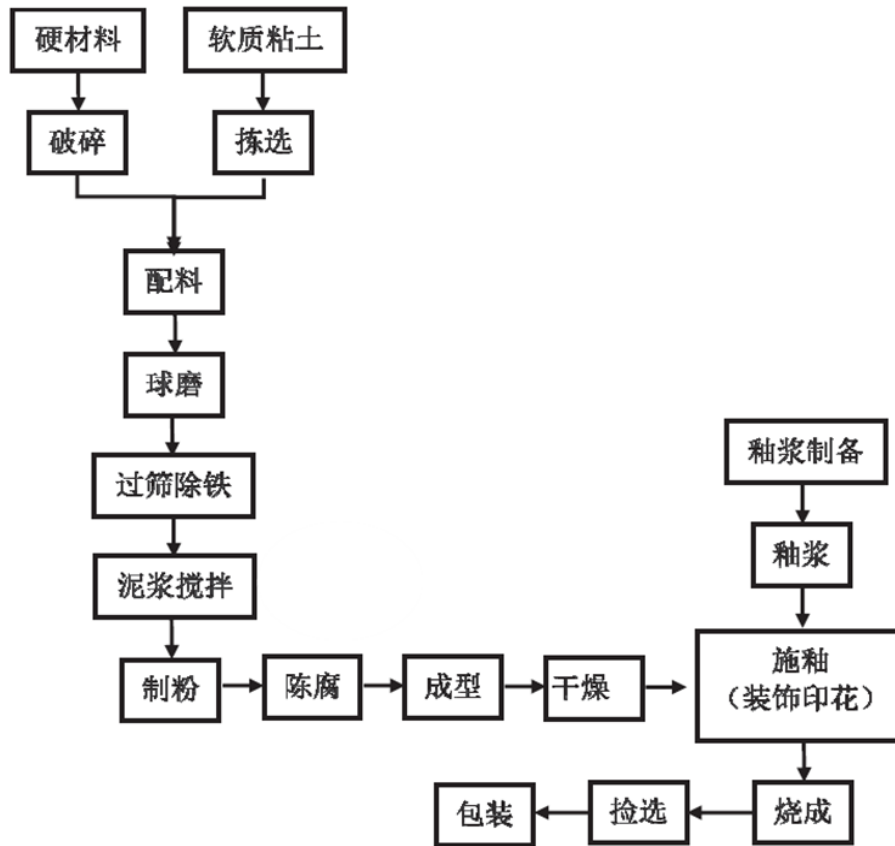 硬材料
软质粘土
破碎
拣选
配料
球磨
过筛除铁
泥浆搅拌
制粉
陈腐
成型
干燥
釉浆制备
釉浆
施釉
（装饰印花）
烧成
捡选
包装